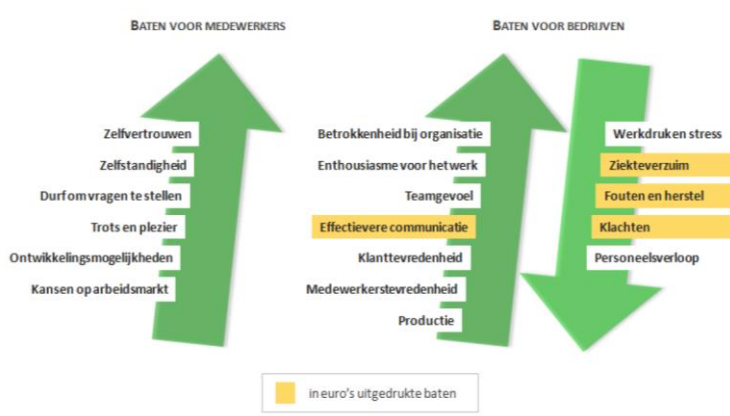 BATEN VOOR MEDEWERKERS
Zelfvertrouwen
Zelfstandigheid
Durf om vragen te stellen
Trots en plezier
Ontwikkelingsmogelijkheden
Kansen op arbeidsmarkt
BATEN VOOR BEDRIJVEN
Betrokkenheid bij organisatie
Enthousiasme voor het werk
Teamgevoel
Effectievere communicatie
Klanttevredenheid
Medewerkerstevredenheid
Productie
Werkdruk en stress
Ziekteverzuim
Fouten en herstel
Klachten
Personeelsverloop
in euro's uitgedrukte baten